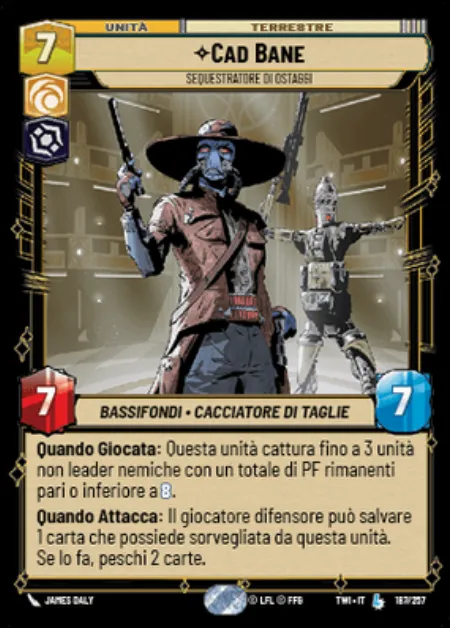 UNITÀ
TERRESTRE
7
CAD BANE
SEQUESTRATORE DI OSTAGGI
7
BASSIFONDI • CACCIATORE DI TAGLIE
7
Quando Giocata: Questa unità cattura fino a 3 unità
non leader nemiche con un totale di PF rimanenti
pari o inferiore a 8.
Quando Attacca: Il giocatore difensore può salvare
1 carta che possiede sorvegliata da questa unità.
Se lo fa, peschi 2 carte.
JAMES DALY
© LFL © FFG
TWI • IT
L
187/257